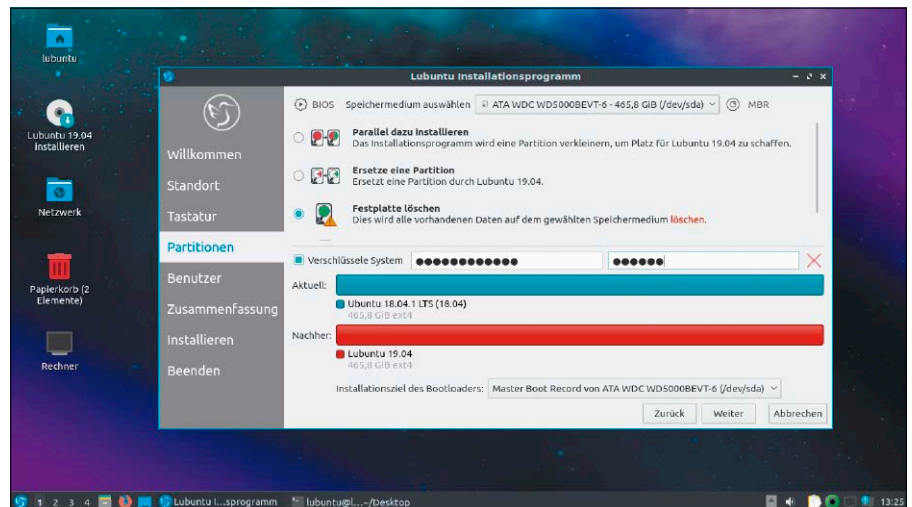 lubuntu
Lubuntu 19.04
installieren
Netzwerk
Papierkorb (2
Elemente)
Rechner
Lubuntu Installationsprogramm
Willkommen
Standort
Tastatur
Partitionen
Benutzer
Zusammenfassung
Installieren
Beenden
BIOS Speichermedium auswählen ATA WDC WD5000BEVT-6 - 465,8 GiB (/dev/sda) MBR
Parallel dazu installieren
Das Installationsprogramm wird eine Partition verkleinern, um Platz für Lubuntu 19.04 zu schaffen.
Ersetze eine Partition
Ersetzt eine Partition durch Lubuntu 19.04.
Festplatte löschen
Dies wird alle vorhandenen Daten auf dem gewählten Speichermedium löschen.
Verschlüssele System ●●●●●●●●●●●● ●●●●●●
Aktuell:
Ubuntu 18.04.1 LTS (18.04)
465,8 GiB ext4
Nachher:
Lubuntu 19.04
465,8 GiB ext4
Installationsziel des Bootloaders: Master Boot Record von ATA WDC WD5000BEVT-6 (/dev/sda)
Zurück Weiter Abbrechen
1 2 3 4 Lubuntu I...sprogramm lubuntu@l...~/Desktop 13:25